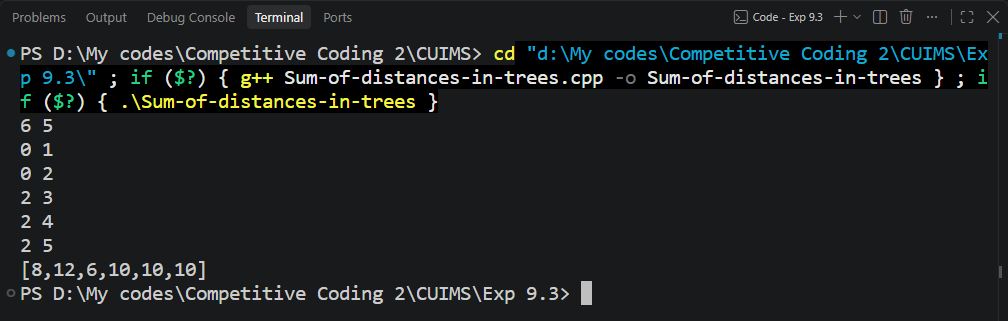 Problems Output Debug Console Terminal Ports Code - Exp 9.3
PS D:\My codes\Competitive Coding 2\CUIMS> cd "d:\My codes\Competitive Coding 2\CUIMS\Ex
p 9.3\" ; if ($?) { g++ Sum-of-distances-in-trees.cpp -o Sum-of-distances-in-trees } ; i
f ($?) { .\Sum-of-distances-in-trees }
6 5
0 1
0 2
2 3
2 4
2 5
[8,12,6,10,10,10]
PS D:\My codes\Competitive Coding 2\CUIMS\Exp 9.3>